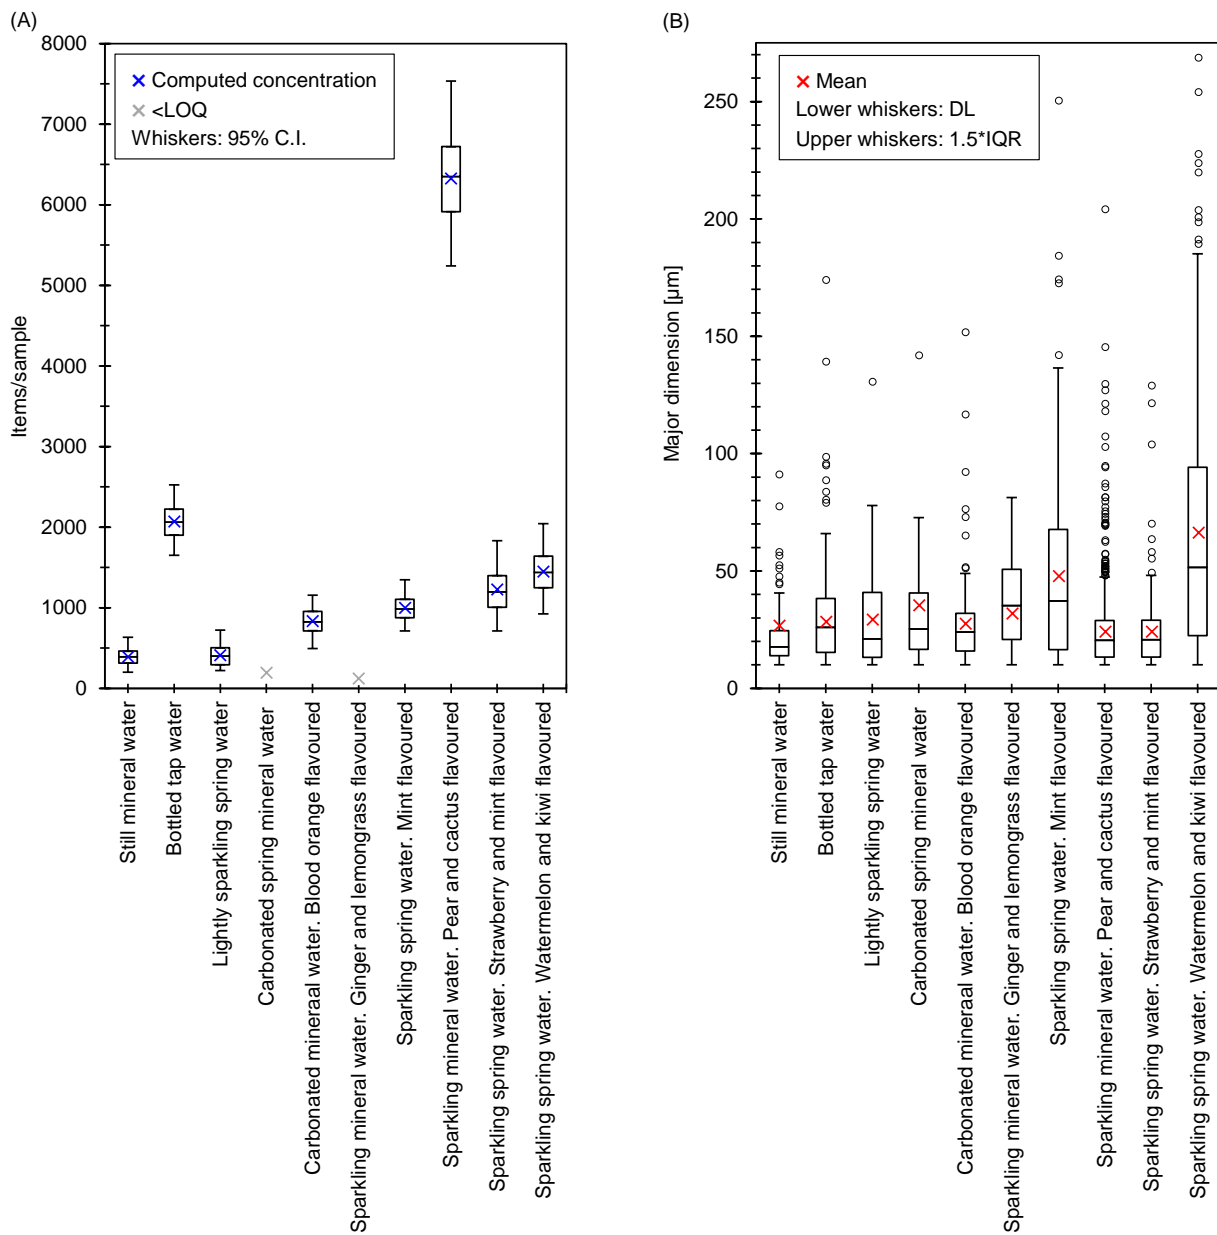 (A)
8000
7000
6000
5000
4000
3000
2000
1000
0
Items/sample
Computed concentration
<LOQ
Whiskers: 95% C.I.
Still mineral water
Bottled tap water
Lightly sparkling spring water
Carbonated spring mineral water
Carbonated mineraal water. Blood orange flavoured
Sparkling mineral water. Ginger and lemongrass flavoured
Sparkling spring water. Mint flavoured
Sparkling mineral water. Pear and cactus flavoured
Sparkling spring water. Strawberry and mint flavoured
Sparkling spring water. Watermelon and kiwi flavoured
(B)
250
200
150
100
50
0
Major dimension [µm]
Mean
Lower whiskers: DL
Upper whiskers: 1.5*IQR
Still mineral water
Bottled tap water
Lightly sparkling spring water
Carbonated spring mineral water
Carbonated mineraal water. Blood orange flavoured
Sparkling mineral water. Ginger and lemongrass flavoured
Sparkling spring water. Mint flavoured
Sparkling mineral water. Pear and cactus flavoured
Sparkling spring water. Strawberry and mint flavoured
Sparkling spring water. Watermelon and kiwi flavoured